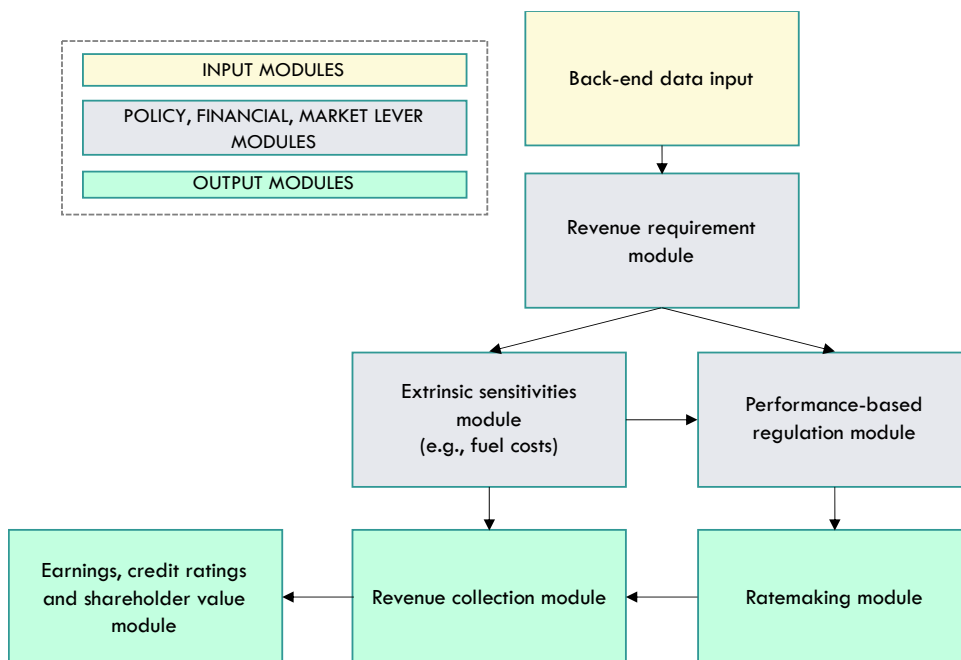 INPUT MODULES
POLICY, FINANCIAL, MARKET LEVER
MODULES
OUTPUT MODULES
Back-end data input
Revenue requirement
module
Extrinsic sensitivities
module
(e.g., fuel costs)
Performance-based
regulation module
Earnings, credit ratings
and shareholder value
module
Revenue collection module
Ratemaking module